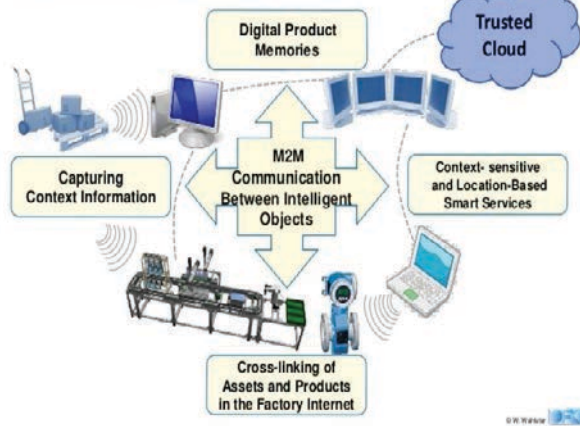 Digital Product
Memories
Trusted
Cloud
M2M
Communication
Between Intelligent
Objects
Capturing
Context Information
Context- sensitive
and Location-Based
Smart Services
Cross-linking of
Assets and Products
in the Factory Internet
© W. Wahlster